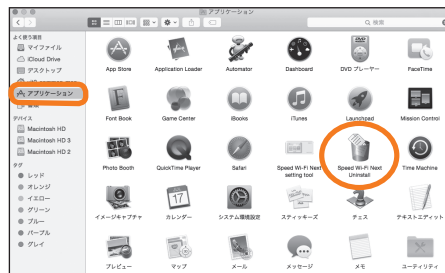 アプリケーション
検索
よく使う項目
マイファイル
iCloud Drive
デスクトップ
アプリケーション
デバイス
Macintosh HD
Macintosh HD 3
Macintosh HD 2
タグ
レッド
オレンジ
イエロー
グリーン
ブルー
パープル
グレイ
App Store
Application Loader
Automator
Dashboard
DVD プレーヤー
FaceTime
Font Book
Game Center
iBooks
iTunes
Launchpad
Mission Control
Photo Booth
QuickTime Player
Safari
Speed Wi-Fi Next
setting tool
Speed Wi-Fi Next
Uninstall
Time Machine
イメージキャプチャ
17
カレンダー
システム環境設定
スティッキーズ
チェス
テキストエディット
プレビュー
マップ
メール
メッセージ
メモ
ユーティリティ